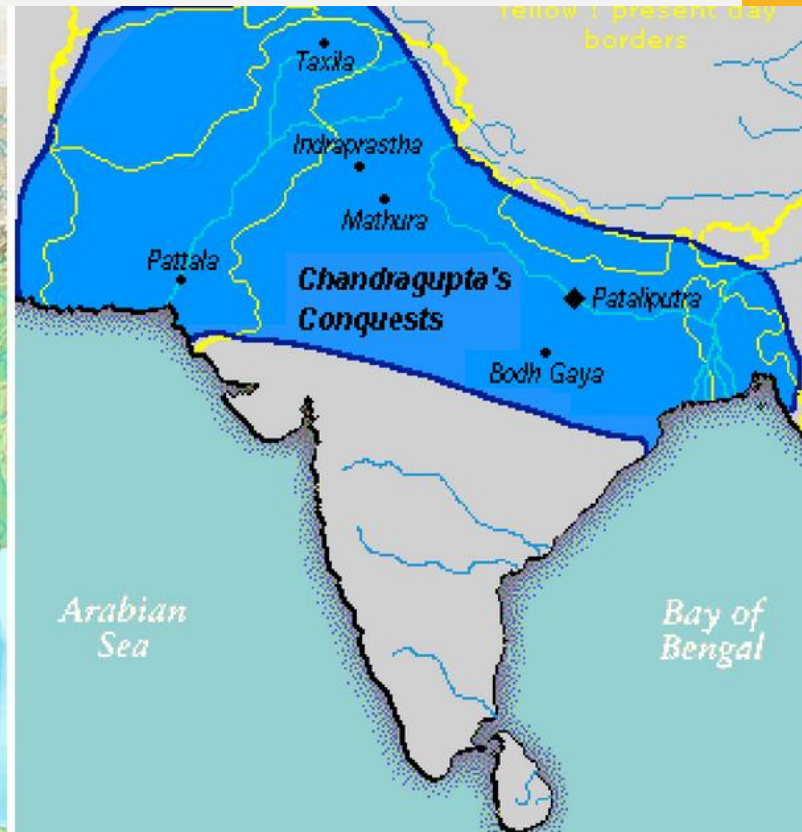 yellow : present day
borders
Taxila
Indraprastha
Mathura
Pattala
Chandragupta's
Conquests
Pataliputra
Bodh Gaya
Arabian
Sea
Bay of
Bengal